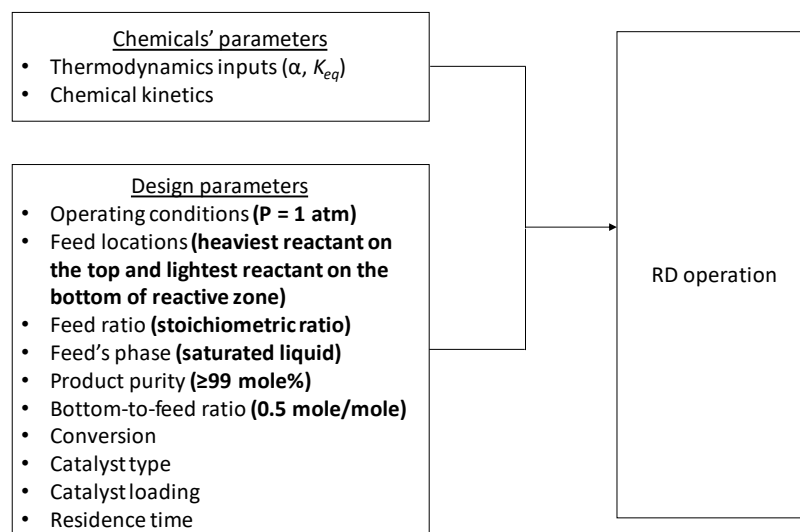 Chemicals' parameters
• Thermodynamics inputs (α, Keq)
• Chemical kinetics
Design parameters
• Operating conditions (P = 1 atm)
• Feed locations (heaviest reactant on
the top and lightest reactant on the
bottom of reactive zone)
• Feed ratio (stoichiometric ratio)
• Feed's phase (saturated liquid)
• Product purity (≥99 mole%)
• Bottom-to-feed ratio (0.5 mole/mole)
• Conversion
• Catalyst type
• Catalyst loading
• Residence time
RD operation